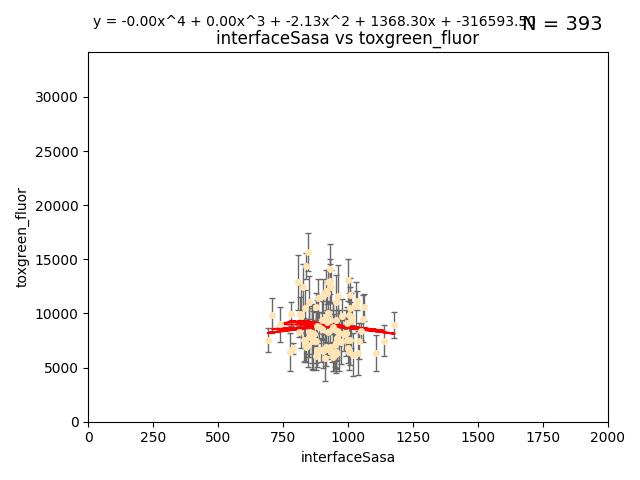 y = -0.00x^4 + 0.00x^3 + -2.13x^2 + 1368.30x + -316593.50
N = 393
interfaceSasa vs toxgreen_fluor
30000
25000
20000
15000
10000
5000
0
toxgreen_fluor
0 250 500 750 1000 1250 1500 1750 2000
interfaceSasa